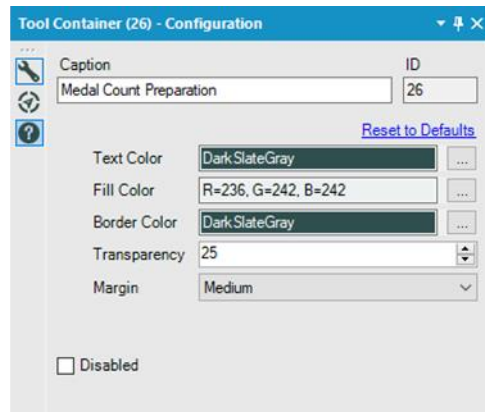 Tool Container (26) - Configuration
Caption ID
Medal Count Preparation 26
Reset to Defaults
Text Color DarkSlateGray ...
Fill Color R=236, G=242, B=242 ...
Border Color DarkSlateGray ...
Transparency 25
Margin Medium
Disabled